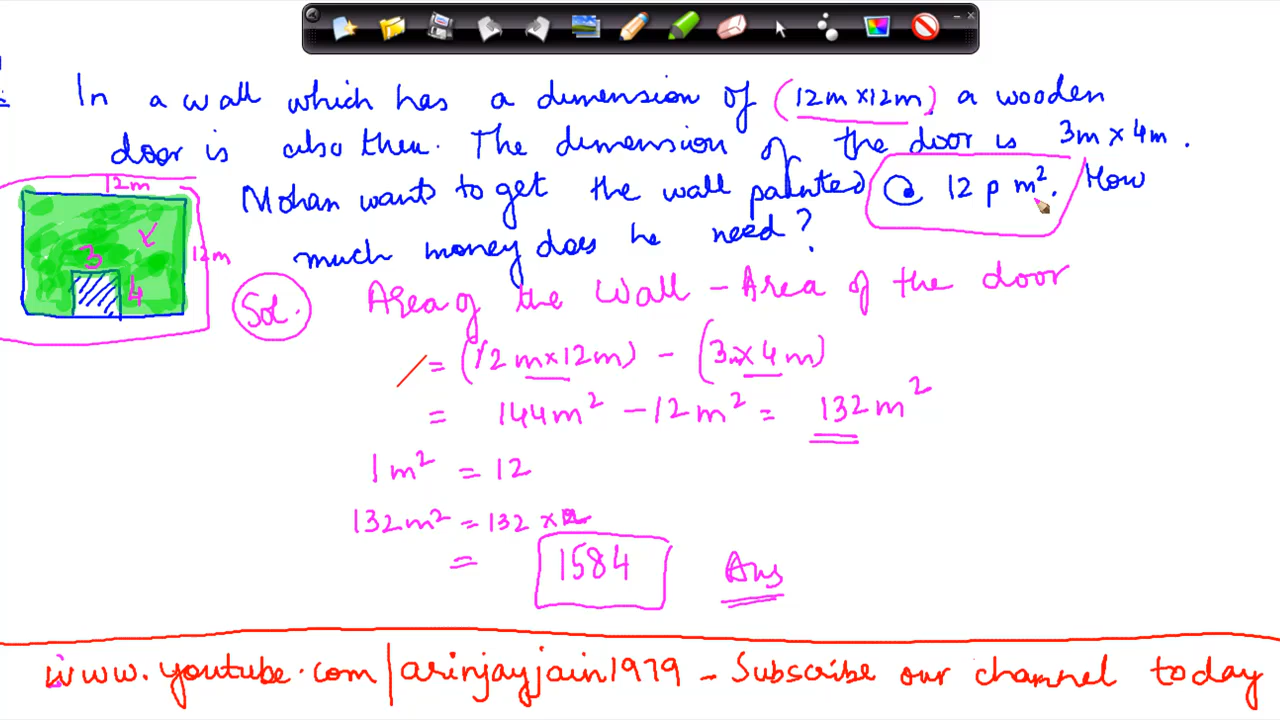 In a wall which has a dimension of (12m x 12m) a wooden
door is also then. The dimension of the door is 3m x 4m.
12m
Mohan wants to get the wall painted @ 12 p m². How
much money does he need?
12m
3
4
Sol. Area of the Wall - Area of the door
= (12m x 12m) - (3m x 4m)
= 144m² - 12m² = 132m²
1m² = 12
132m² = 132 x 12
= 1584 Ans
www.youtube.com/arinjayjain1979 - Subscribe our channel today